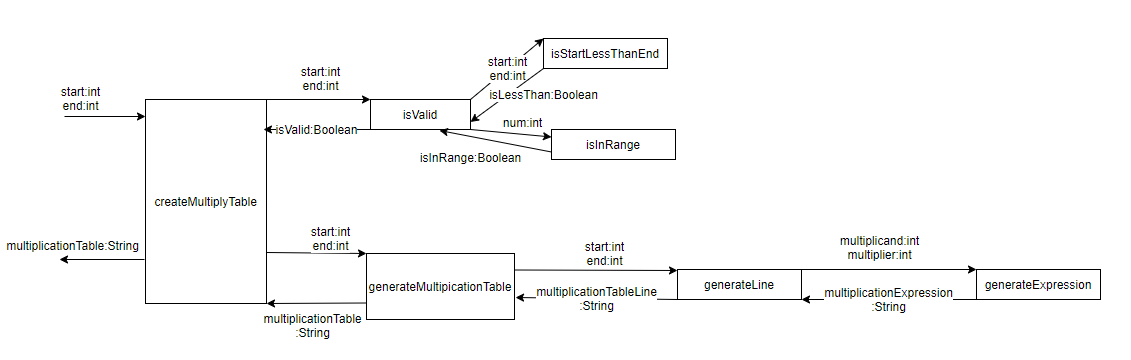 isStartLessThanEnd
start:int
end:int
start:int
end:int
start:int
end:int
isLessThan:Boolean
isValid
num:int
isValid:Boolean
isInRange
isInRange:Boolean
createMultiplyTable
start:int
end:int
multiplicationTable:String
start:int
end:int
multiplicand:int
multiplier:int
generateMultipicationTable
generateLine
generateExpression
multiplicationTableLine
:String
multiplicationExpression
:String
multiplicationTable
:String